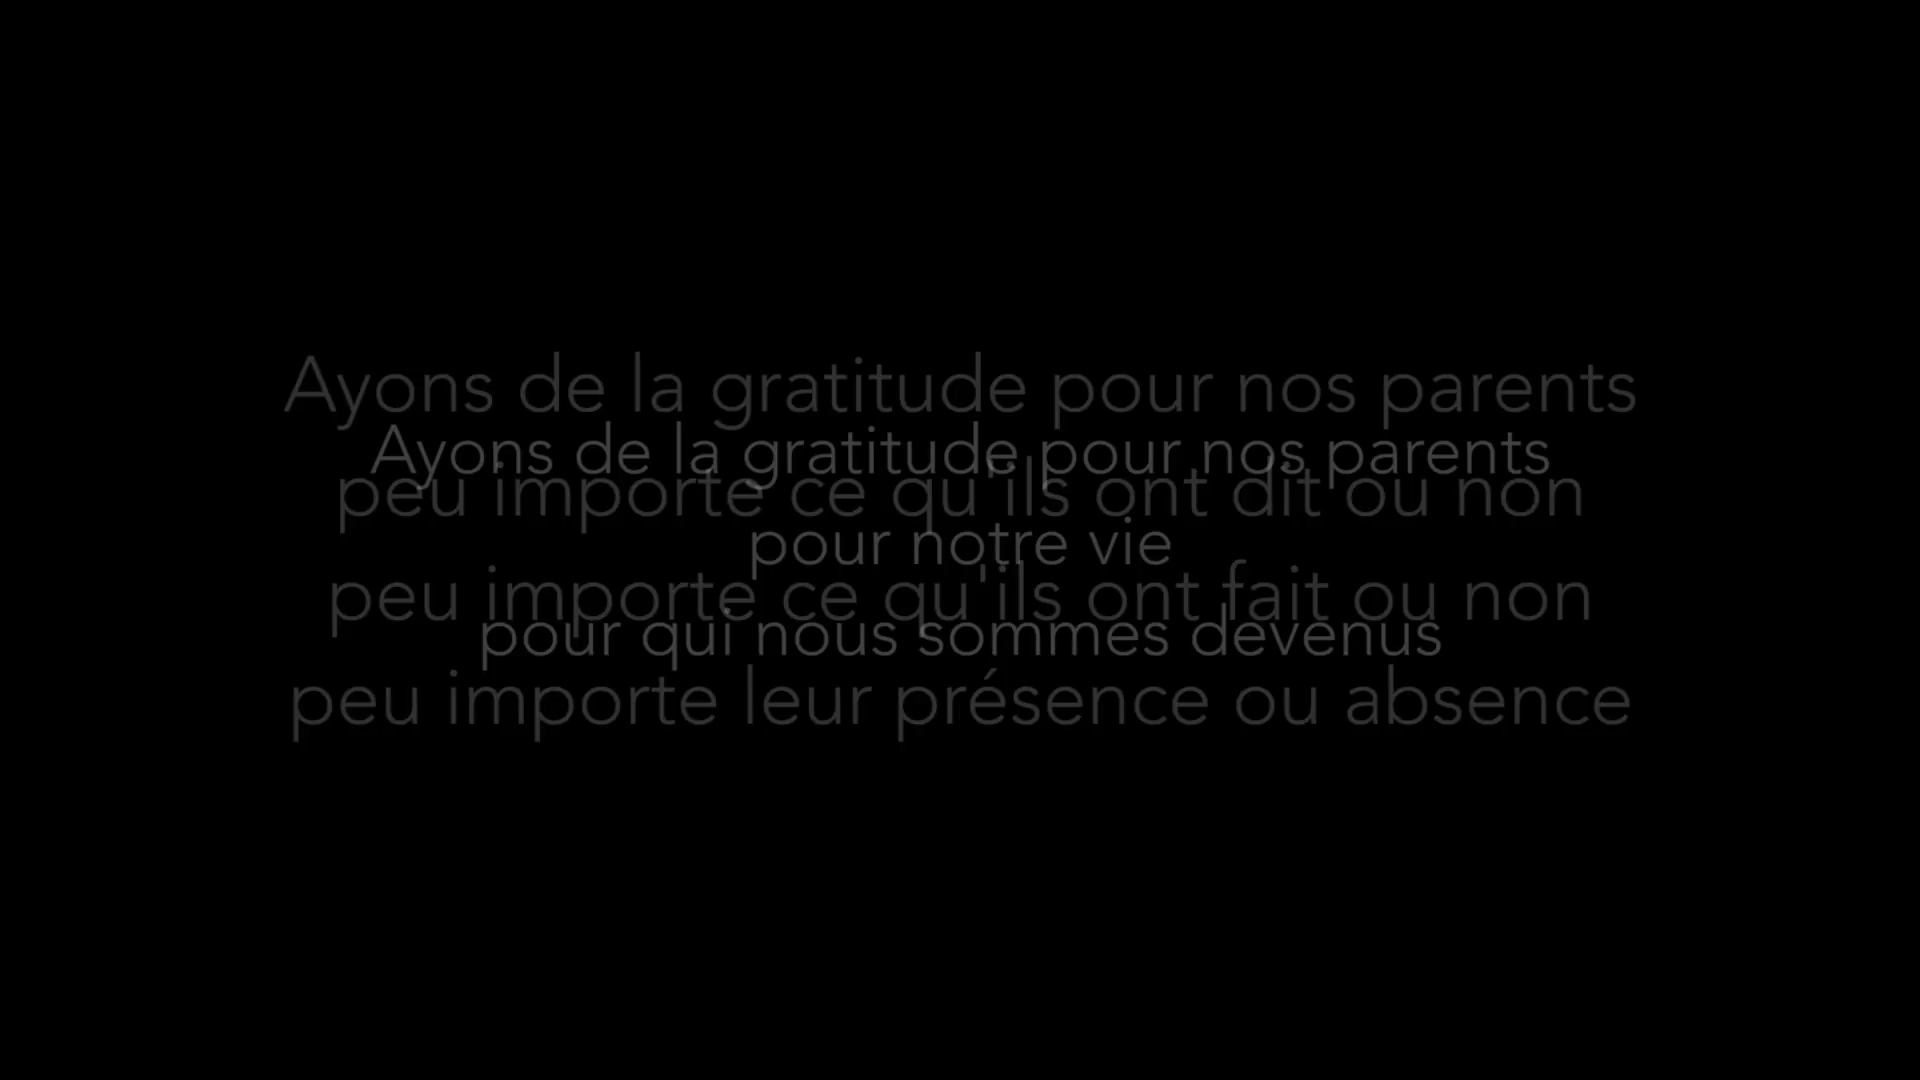 Ayons de la gratitude pour nos parents
peu importe ce qu'ils ont dit ou non
peu importe ce qu'ils ont fait ou non
peu importe leur présence ou absence
Ayons de la gratitude pour nos parents
pour notre vie
pour qui nous sommes devenus